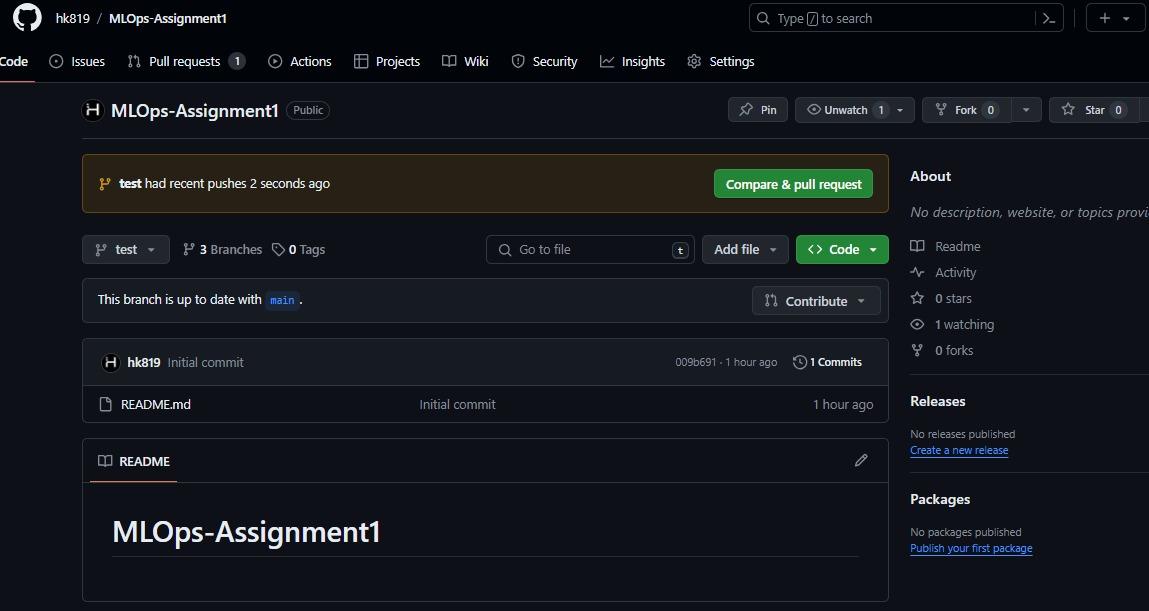 hk819 / MLOps-Assignment1
Type / to search
Code Issues Pull requests 1 Actions Projects Wiki Security Insights Settings
H MLOps-Assignment1 Public
Pin Unwatch 1 Fork 0 Star 0
test had recent pushes 2 seconds ago
Compare & pull request
test 3 Branches 0 Tags
Go to file t
Add file <> Code
This branch is up to date with main .
Contribute
H hk819 Initial commit 009b691 · 1 hour ago 1 Commits
README.md Initial commit 1 hour ago
README
MLOps-Assignment1
About
No description, website, or topics provi
Readme
Activity
0 stars
1 watching
0 forks
Releases
No releases published
Create a new release
Packages
No packages published
Publish your first package